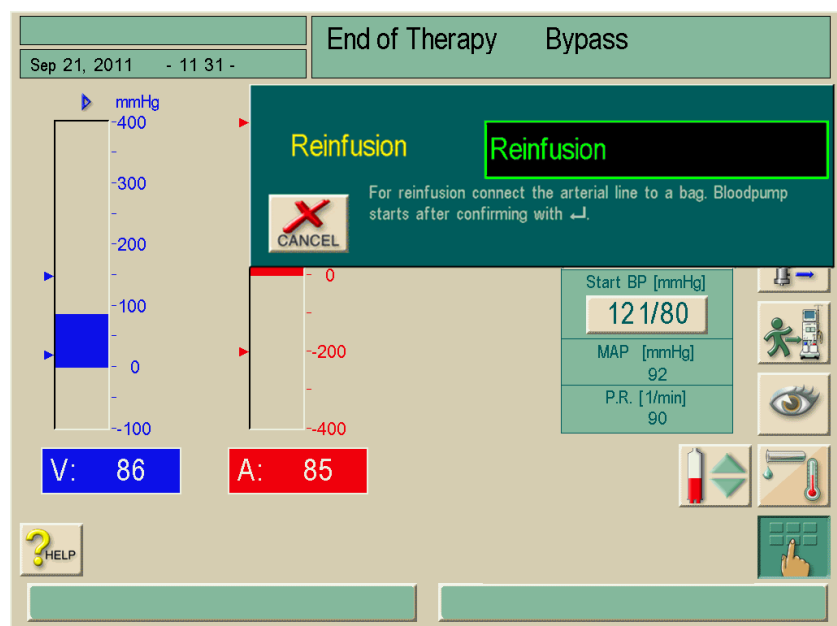 End of Therapy Bypass
Sep 21, 2011 - 11 31 -
mmHg
400
300
200
100
0
-100
Reinfusion
Reinfusion
For reinfusion connect the arterial line to a bag. Bloodpump
starts after confirming with ↵.
CANCEL
0
-200
-400
Start BP [mmHg]
121/80
MAP [mmHg]
92
P.R. [1/min]
90
V: 86
A: 85
HELP